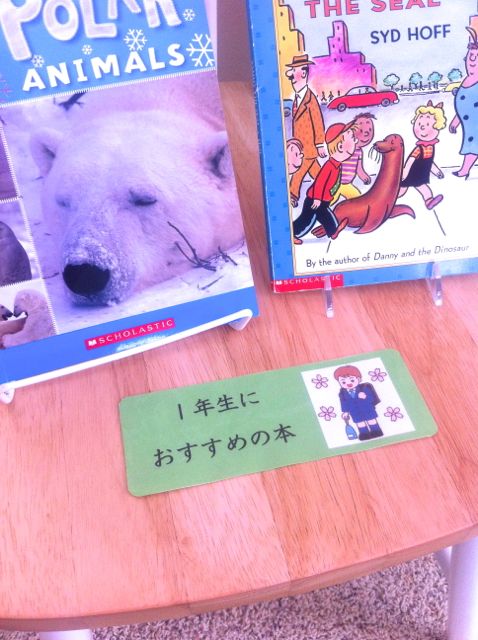 POLAR
ANIMALS
SCHOLASTIC
THE SEAL
SYD HOFF
By the author of Danny and the Dinosaur
SCHOLASTIC
1年生に
おすすめの本